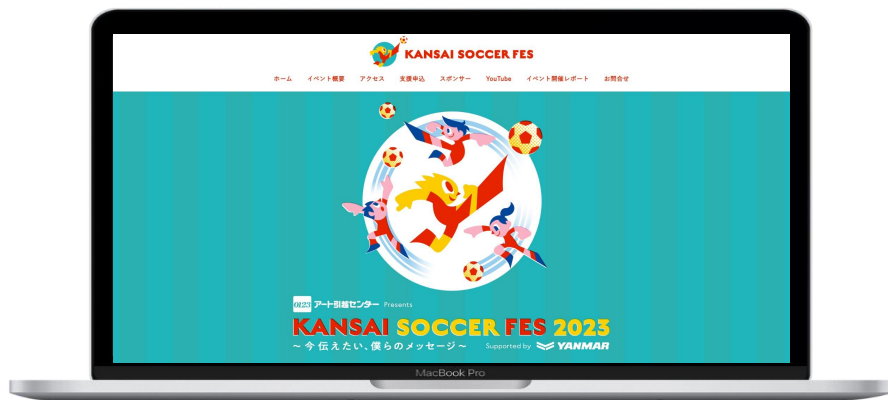 KANSAI SOCCER FES
ホーム イベント概要 アクセス 支援申込 スポンサー YouTube イベント開催レポート お問合せ
0123 アート引越センター Presents
KANSAI SOCCER FES 2023
～今伝えたい、僕らのメッセージ～ Supported by YANMAR
MacBook Pro